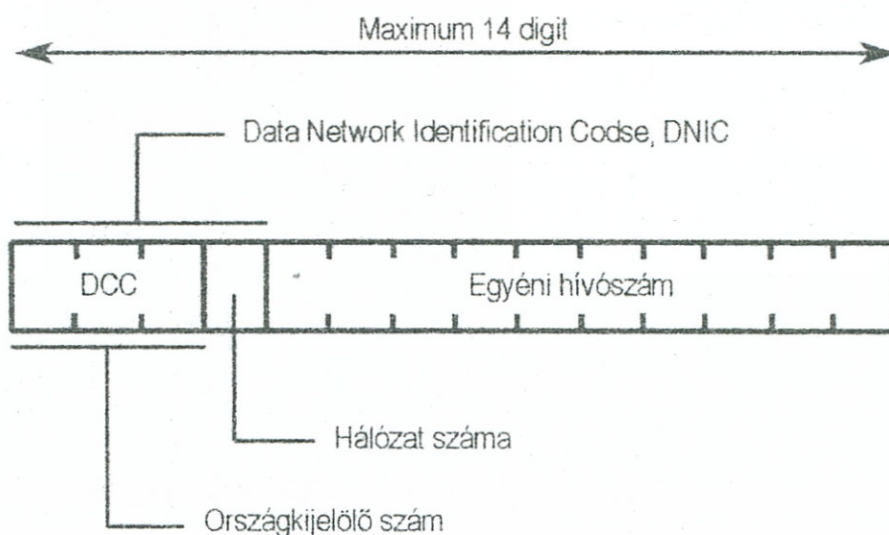 Maximum 14 digit
Data Network Identification Codse, DNIC
DCC
Egyéni hívószám
Hálózat száma
Országkijelölő szám